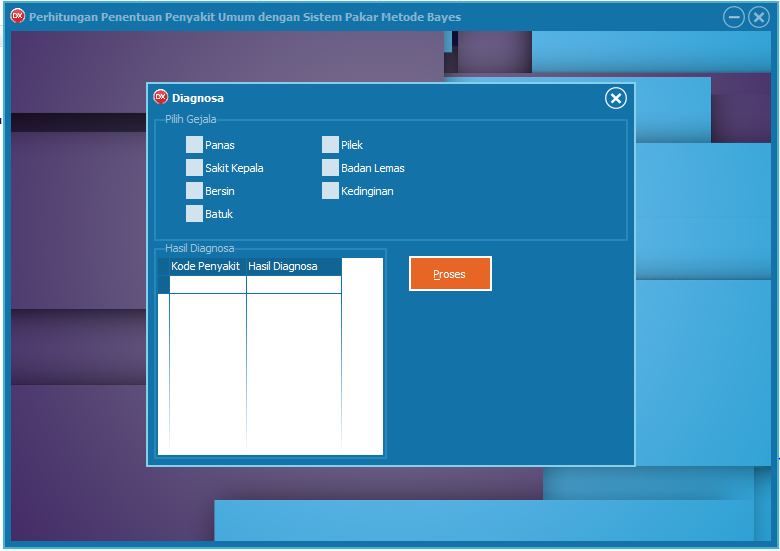 DX Perhitungan Penentuan Penyakit Umum dengan Sistem Pakar Metode Bayes
DX Diagnosa
Pilih Gejala
Panas Pilek
Sakit Kepala Badan Lemas
Bersin Kedinginan
Batuk
Hasil Diagnosa
Kode Penyakit Hasil Diagnosa
Proses